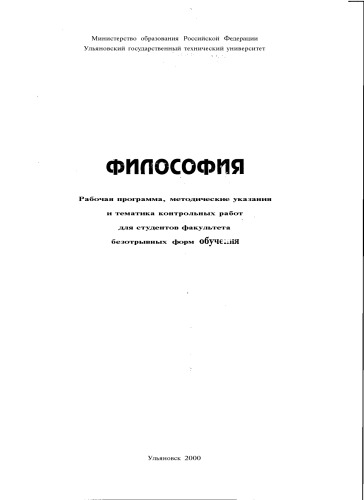 Министерство образования Российской Федерации
Ульяновский государственный технический университет
ФИЛОСОФИЯ
Рабочая программа, методические указания
и тематика контрольных работ
для студентов факультета
безотрывных форм обучения
Ульяновск 2000